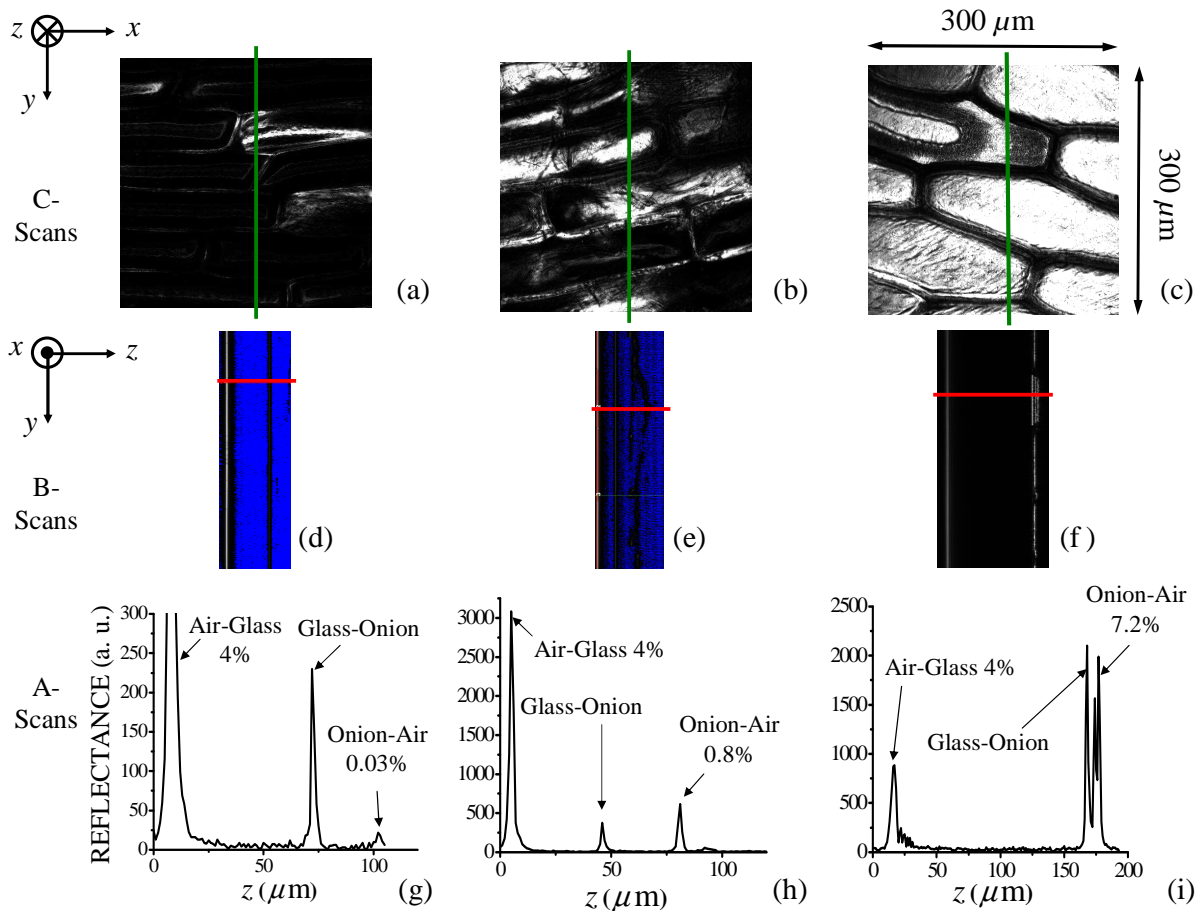 z x
y
300 μm
300 μm
C-
Scans
(a)
(b)
(c)
x z
y
B-
Scans
(d)
(e)
(f )
A-
Scans
REFLECTANCE (a. u.)
300
250
200
150
100
50
0
Air-Glass
4%
Glass-Onion
Onion-Air
0.03%
0 50 100
z (μm)
(g)
3000
2500
2000
1500
1000
500
0
Air-Glass 4%
Glass-Onion
Onion-Air
0.8%
0 50 100
z (μm)
(h)
2500
2000
1500
1000
500
0
Onion-Air
7.2%
Air-Glass 4%
Glass-Onion
0 50 100 150 200
z (μm)
(i)